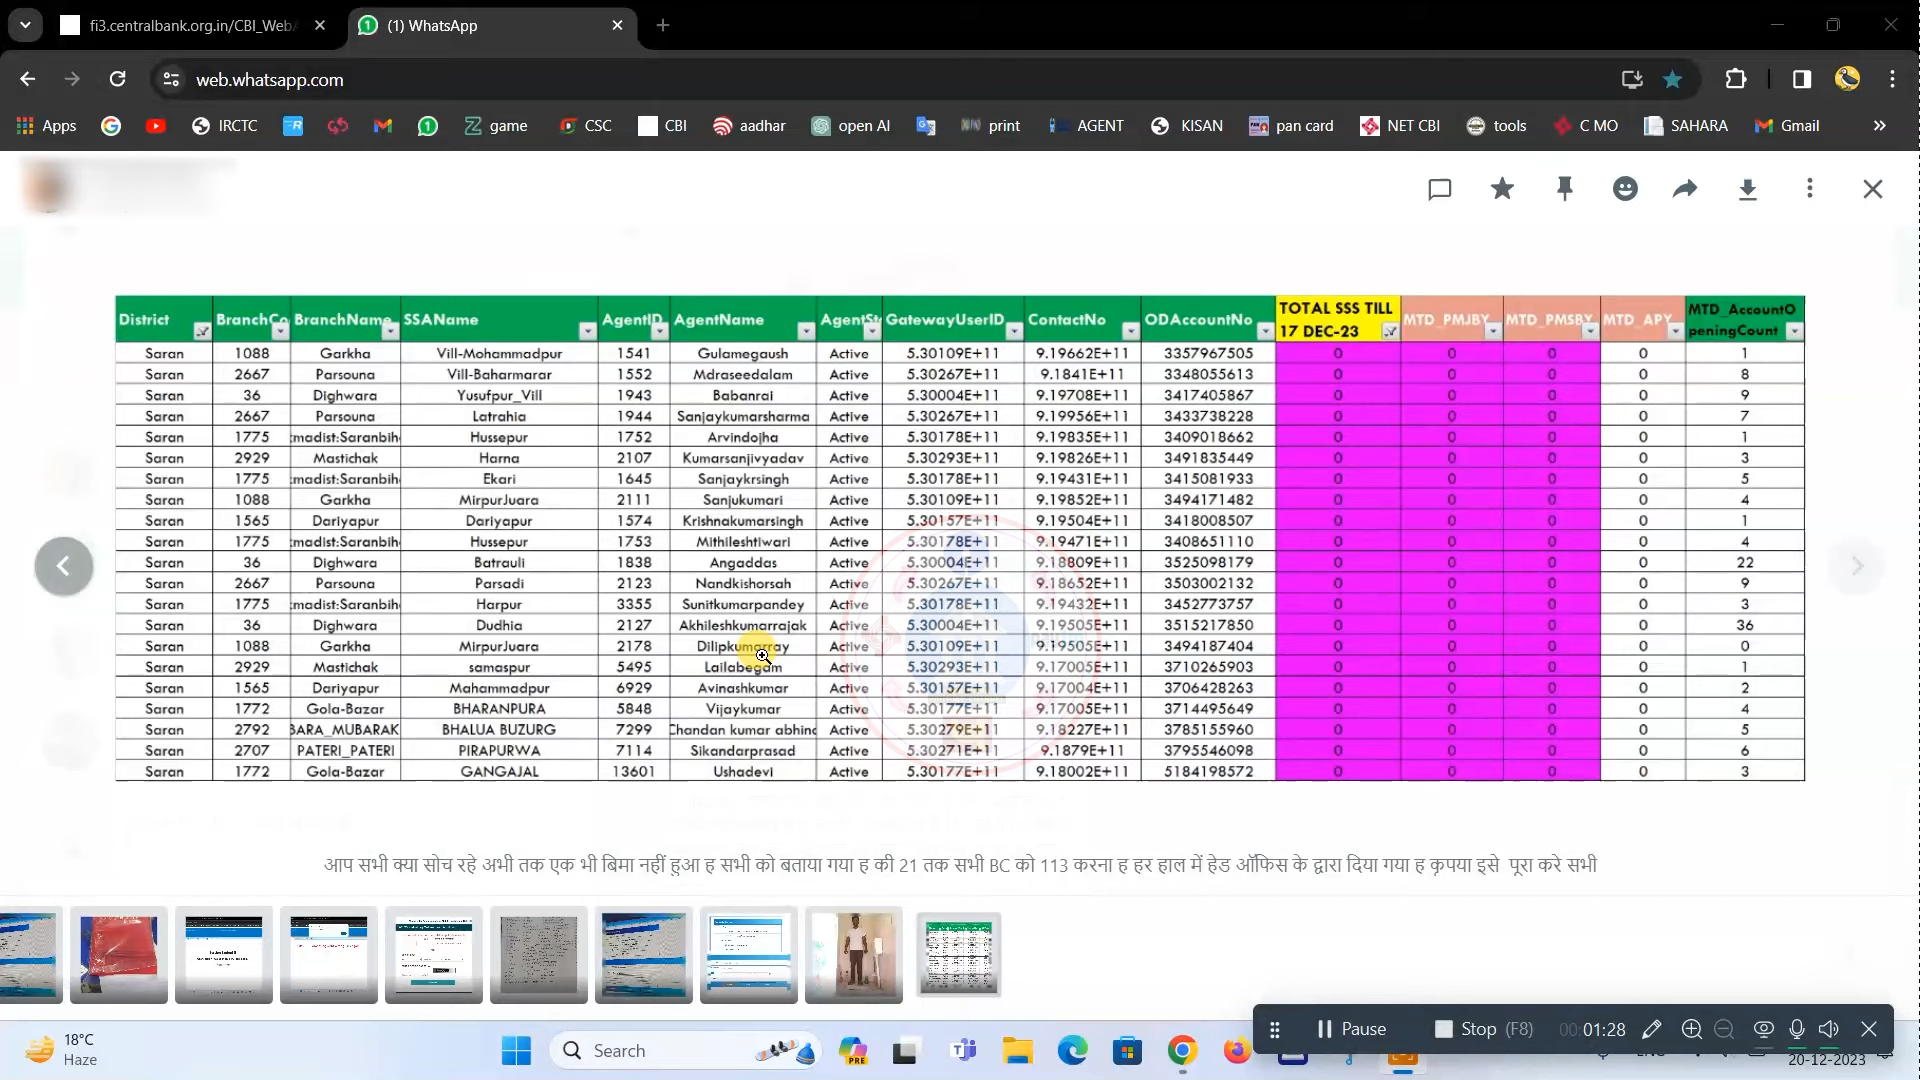 fi3.centralbank.org.in/CBI_WebA
(1) WhatsApp
web.whatsapp.com
Apps IRCTC game CSC CBI aadhar open AI print AGENT KISAN pan card NET CBI tools C MO SAHARA Gmail
District BranchCo BranchName SSAName AgentID AgentName AgentSt GatewayUserID ContactNo ODAccountNo TOTAL SSS TILL 17 DEC-23 MTD_PMJBY MTD_PMSBY MTD_APY MTD_AccountOpeningCount
Saran 1088 Garkha Vill-Mohammadpur 1541 Gulamegaush Active 5.30109E+11 9.19662E+11 3357967505 0 0 0 0 1
Saran 2667 Parsouna Vill-Baharmarar 1552 Mdraseedalam Active 5.30267E+11 9.1841E+11 3348055613 0 0 0 0 8
Saran 36 Dighwara Yusufpur_Vill 1943 Babanrai Active 5.30004E+11 9.19708E+11 3417405867 0 0 0 0 9
Saran 2667 Parsouna Latrahia 1944 Sanjaykumarsharma Active 5.30267E+11 9.19956E+11 3433738228 0 0 0 0 7
Saran 1775 madist:Saranbih Hussepur 1752 Arvindojha Active 5.30178E+11 9.19835E+11 3409018662 0 0 0 0 1
Saran 2929 Mastichak Harna 2107 Kumarsanjivyadav Active 5.30293E+11 9.19826E+11 3491835449 0 0 0 0 3
Saran 1775 madist:Saranbih Ekari 1645 Sanjaykrsingh Active 5.30178E+11 9.19431E+11 3415081933 0 0 0 0 5
Saran 1088 Garkha MirpurJuara 2111 Sanjukumari Active 5.30109E+11 9.19852E+11 3494171482 0 0 0 0 4
Saran 1565 Dariyapur Dariyapur 1574 Krishnakumarsingh Active 5.30157E+11 9.19504E+11 3418008507 0 0 0 0 1
Saran 1775 madist:Saranbih Hussepur 1753 Mithileshtiwari Active 5.30178E+11 9.19471E+11 3408651110 0 0 0 0 4
Saran 36 Dighwara Batrauli 1838 Angaddas Active 5.30004E+11 9.18809E+11 3525098179 0 0 0 0 22
Saran 2667 Parsouna Parsadi 2123 Nandkishorsah Active 5.30267E+11 9.18652E+11 3503002132 0 0 0 0 9
Saran 1775 madist:Saranbih Harpur 3355 Sunitkumarpandey Active 5.30178E+11 9.19432E+11 3452773757 0 0 0 0 3
Saran 36 Dighwara Dudhia 2127 Akhileshkumarrajak Active 5.30004E+11 9.19505E+11 3515217850 0 0 0 0 36
Saran 1088 Garkha MirpurJuara 2178 Dilipkumarray Active 5.30109E+11 9.19505E+11 3494187404 0 0 0 0 0
Saran 2929 Mastichak samaspur 5495 Lailabegam Active 5.30293E+11 9.17005E+11 3710265903 0 0 0 0 1
Saran 1565 Dariyapur Mahammadpur 6929 Avinashkumar Active 5.30157E+11 9.17004E+11 3706428263 0 0 0 0 2
Saran 1772 Gola-Bazar BHARANPURA 5848 Vijaykumar Active 5.30177E+11 9.17005E+11 3714495649 0 0 0 0 4
Saran 2792 BARA_MUBARAK BHALUA BUZURG 7299 Chandan kumar abhina Active 5.30279E+11 9.18227E+11 3785155960 0 0 0 0 5
Saran 2707 PATERI_PATERI PIRAPURWA 7114 Sikandarprasad Active 5.30271E+11 9.1879E+11 3795546098 0 0 0 0 6
Saran 1772 Gola-Bazar GANGAJAL 13601 Ushadevi Active 5.30177E+11 9.18002E+11 5184198572 0 0 0 0 3
आप सभी क्या सोच रहे अभी तक एक भी बिमा नहीं हुआ ह सभी को बताया गया ह की 21 तक सभी BC को 113 करना ह हर हाल में हेड ऑफिस के द्वारा दिया गया ह कृपया इसे पूरा करे सभी
Pause Stop (F8) 00:01:28
18°C
Haze
Search
20-12-2023